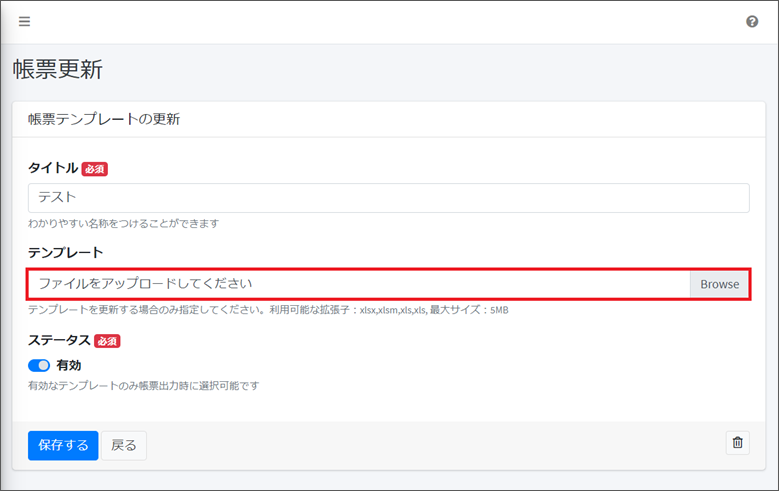 帳票更新
帳票テンプレートの更新
タイトル 必須
テスト
わかりやすい名称をつけることができます
テンプレート
ファイルをアップロードしてください Browse
テンプレートを更新する場合のみ指定してください。利用可能な拡張子：xlsx,xlsm,xls,xls, 最大サイズ：5MB
ステータス 必須
有効
有効なテンプレートのみ帳票出力時に選択可能です
保存する 戻る